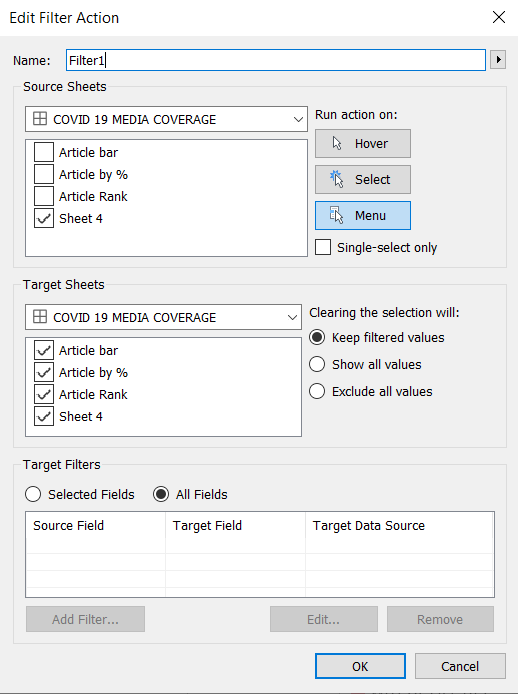 Edit Filter Action
Name: Filter1
Source Sheets
COVID 19 MEDIA COVERAGE
Article bar
Article by %
Article Rank
Sheet 4
Run action on:
Hover
Select
Menu
Single-select only
Target Sheets
COVID 19 MEDIA COVERAGE
Article bar
Article by %
Article Rank
Sheet 4
Clearing the selection will:
Keep filtered values
Show all values
Exclude all values
Target Filters
Selected Fields All Fields
Source Field Target Field Target Data Source
Add Filter... Edit... Remove
OK Cancel